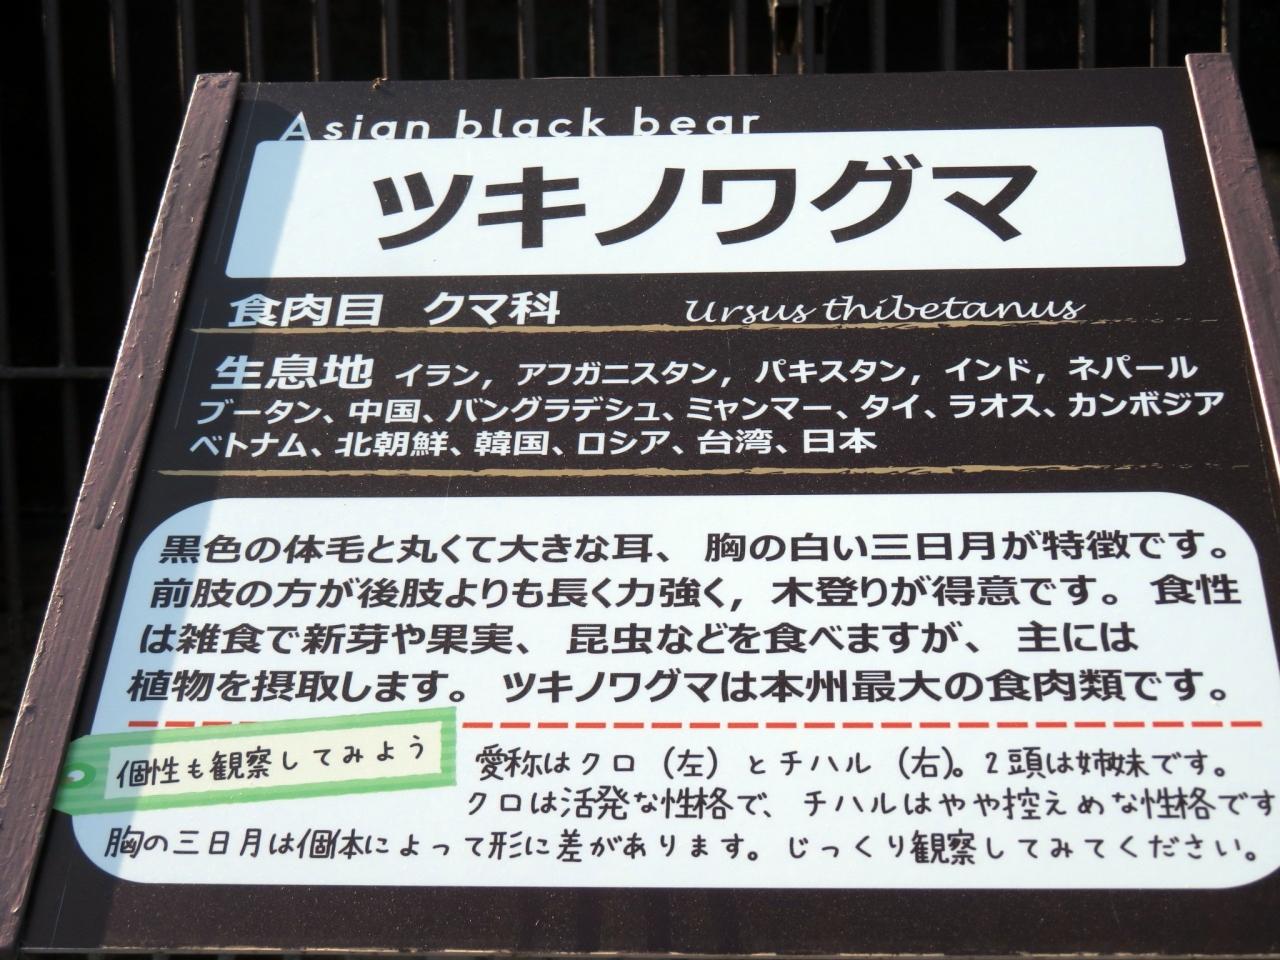 Asian black bear
ツキノワグマ
食肉目 クマ科 Ursus thibetanus
生息地 イラン, アフガニスタン, パキスタン, インド, ネパール
ブータン、中国、バングラデシュ、ミャンマー、タイ、ラオス、カンボジア
ベトナム、北朝鮮、韓国、ロシア、台湾、日本
黒色の体毛と丸くて大きな耳、胸の白い三日月が特徴です。
前肢の方が後肢よりも長く力強く, 木登りが得意です。食性
は雑食で新芽や果実、昆虫などを食べますが、主には
植物を摂取します。ツキノワグマは本州最大の食肉類です。
個性も観察してみよう
愛称はクロ（左）とチハル（右）。2頭は姉妹です。
クロは活発な性格で、チハルはやや控えめな性格です
胸の三日月は個体によって形に差があります。じっくり観察してみてください。